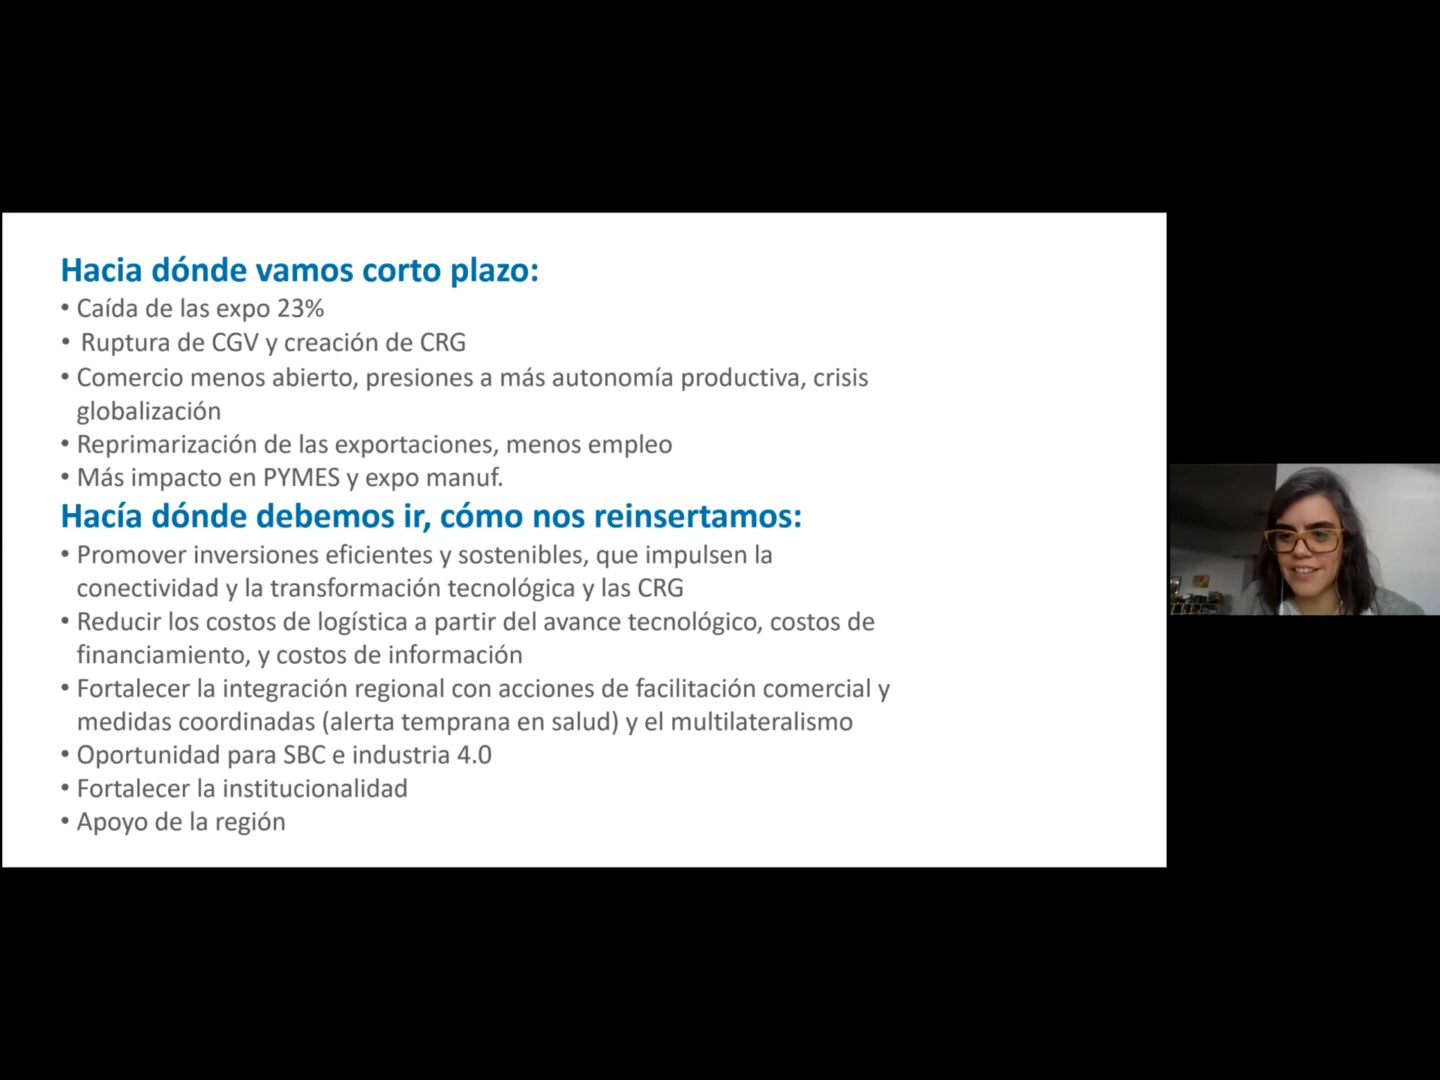 Hacia dónde vamos corto plazo:
• Caída de las expo 23%
• Ruptura de CGV y creación de CRG
• Comercio menos abierto, presiones a más autonomía productiva, crisis
globalización
• Reprimarización de las exportaciones, menos empleo
• Más impacto en PYMES y expo manuf.
Hacía dónde debemos ir, cómo nos reinsertamos:
• Promover inversiones eficientes y sostenibles, que impulsen la
conectividad y la transformación tecnológica y las CRG
• Reducir los costos de logística a partir del avance tecnológico, costos de
financiamiento, y costos de información
• Fortalecer la integración regional con acciones de facilitación comercial y
medidas coordinadas (alerta temprana en salud) y el multilateralismo
• Oportunidad para SBC e industria 4.0
• Fortalecer la institucionalidad
• Apoyo de la región